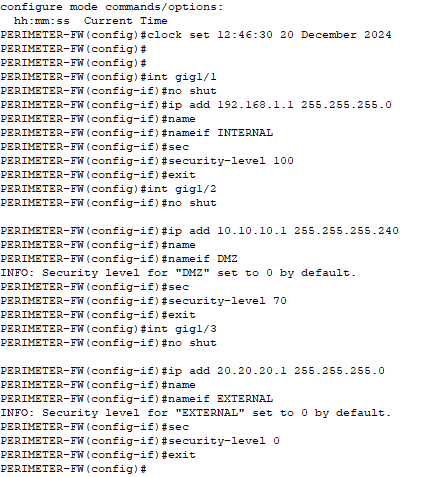 configure mode commands/options:
  hh:mm:ss  Current Time
PERIMETER-FW(config)#clock set 12:46:30 20 December 2024
PERIMETER-FW(config)#
PERIMETER-FW(config)#
PERIMETER-FW(config)#int gig1/1
PERIMETER-FW(config-if)#no shut
PERIMETER-FW(config-if)#ip add 192.168.1.1 255.255.255.0
PERIMETER-FW(config-if)#name
PERIMETER-FW(config-if)#nameif INTERNAL
PERIMETER-FW(config-if)#sec
PERIMETER-FW(config-if)#security-level 100
PERIMETER-FW(config-if)#exit
PERIMETER-FW(config)#int gig1/2
PERIMETER-FW(config-if)#no shut

PERIMETER-FW(config-if)#ip add 10.10.10.1 255.255.255.240
PERIMETER-FW(config-if)#name
PERIMETER-FW(config-if)#nameif DMZ
INFO: Security level for "DMZ" set to 0 by default.
PERIMETER-FW(config-if)#sec
PERIMETER-FW(config-if)#security-level 70
PERIMETER-FW(config-if)#exit
PERIMETER-FW(config)#int gig1/3
PERIMETER-FW(config-if)#no shut

PERIMETER-FW(config-if)#ip add 20.20.20.1 255.255.255.0
PERIMETER-FW(config-if)#name
PERIMETER-FW(config-if)#nameif EXTERNAL
INFO: Security level for "EXTERNAL" set to 0 by default.
PERIMETER-FW(config-if)#sec
PERIMETER-FW(config-if)#security-level 0
PERIMETER-FW(config-if)#exit
PERIMETER-FW(config)#